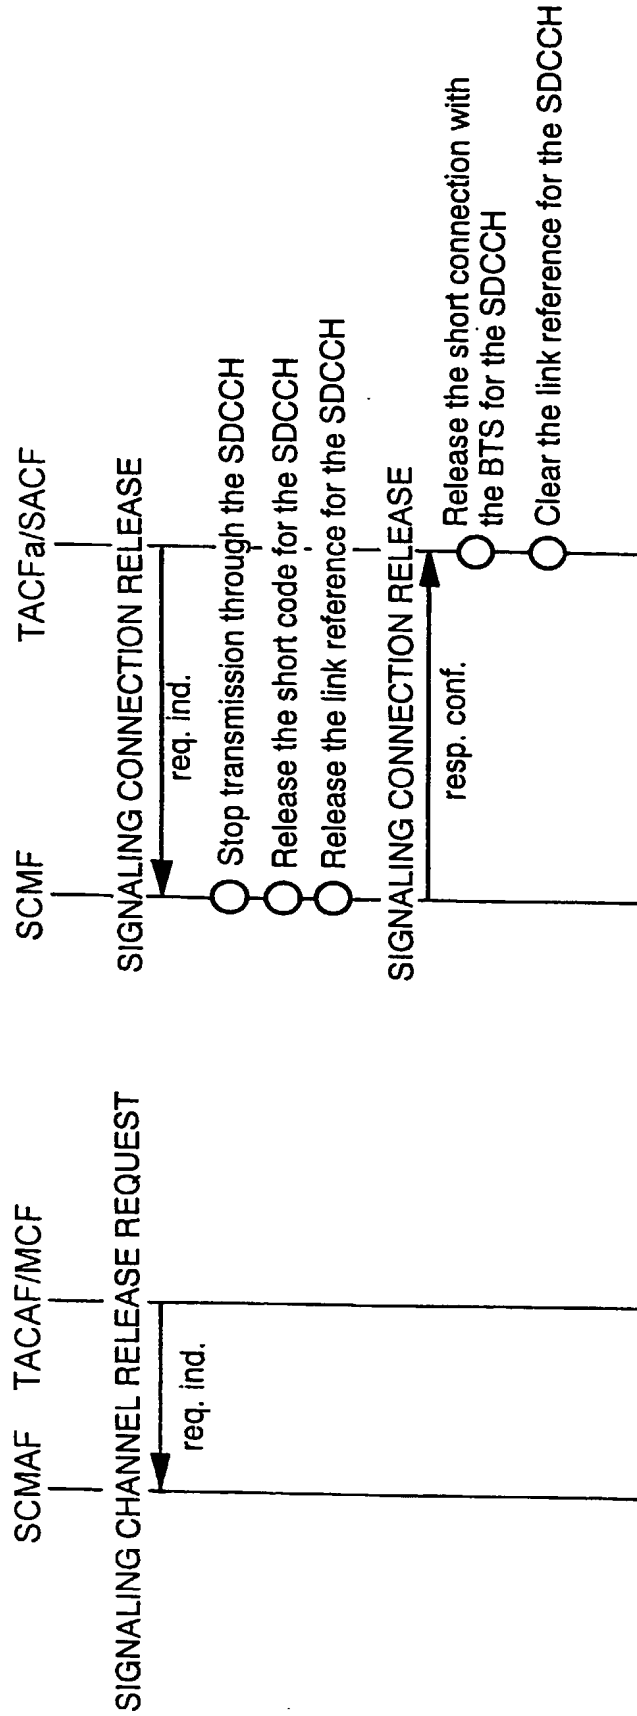 SCMAF
TACAF/MCF
SCMF
TACFa/SACF
SIGNALING CHANNEL RELEASE REQUEST
req. ind.
SIGNALING CONNECTION RELEASE
req. ind.
Stop transmission through the SDCCH
Release the short code for the SDCCH
Release the link reference for the SDCCH
SIGNALING CONNECTION RELEASE
resp. conf.
Release the short connection with
the BTS for the SDCCH
Clear the link reference for the SDCCH